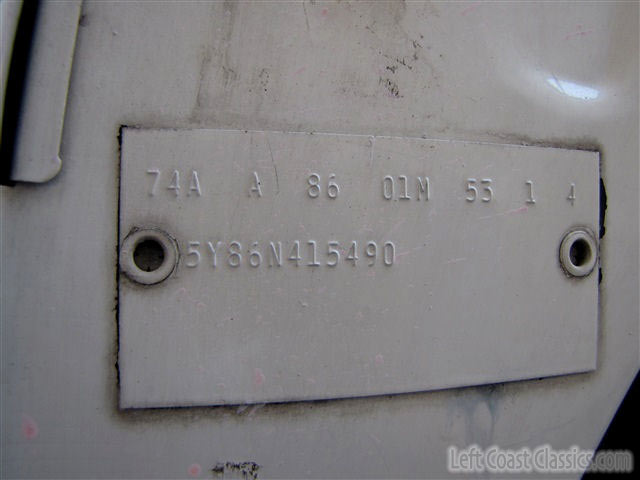 74A A 86 01M 53 1 4
5Y86N415490
Left Coast Classics.com